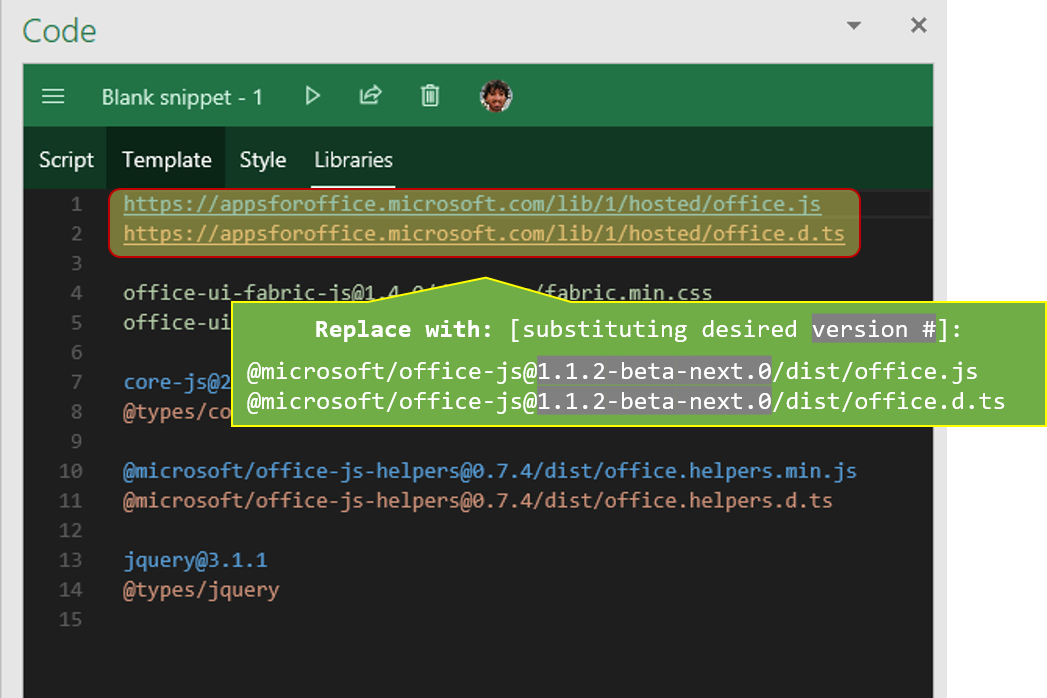 Code
Blank snippet - 1
Script Template Style Libraries
1 https://appsforoffice.microsoft.com/lib/1/hosted/office.js
2 https://appsforoffice.microsoft.com/lib/1/hosted/office.d.ts
3
4 office-ui-fabric-js@1.4.0/ /fabric.min.css
5 office-ui
Replace with: [substituting desired version #]:
6
@microsoft/office-js@1.1.2-beta-next.0/dist/office.js
7 core-js@2
@microsoft/office-js@1.1.2-beta-next.0/dist/office.d.ts
8 @types/co
9
10 @microsoft/office-js-helpers@0.7.4/dist/office.helpers.min.js
11 @microsoft/office-js-helpers@0.7.4/dist/office.helpers.d.ts
12
13 jquery@3.1.1
14 @types/jquery
15